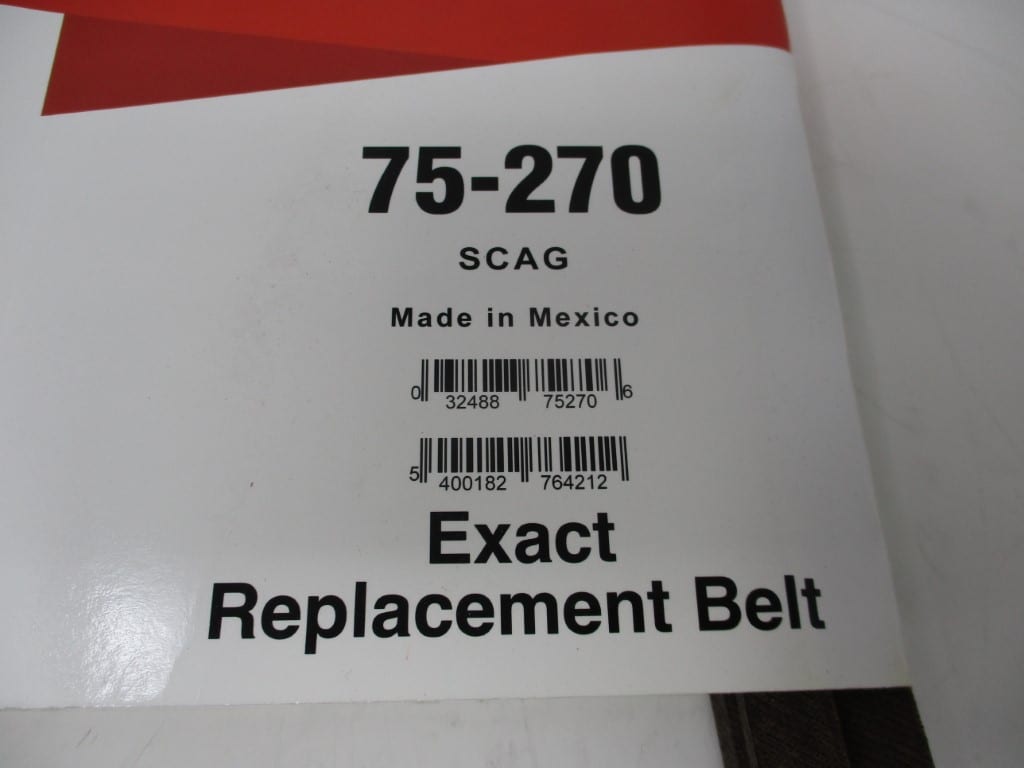 75-270
SCAG
Made in Mexico
0 32488 75270 6
5 400182 764212
Exact
Replacement Belt